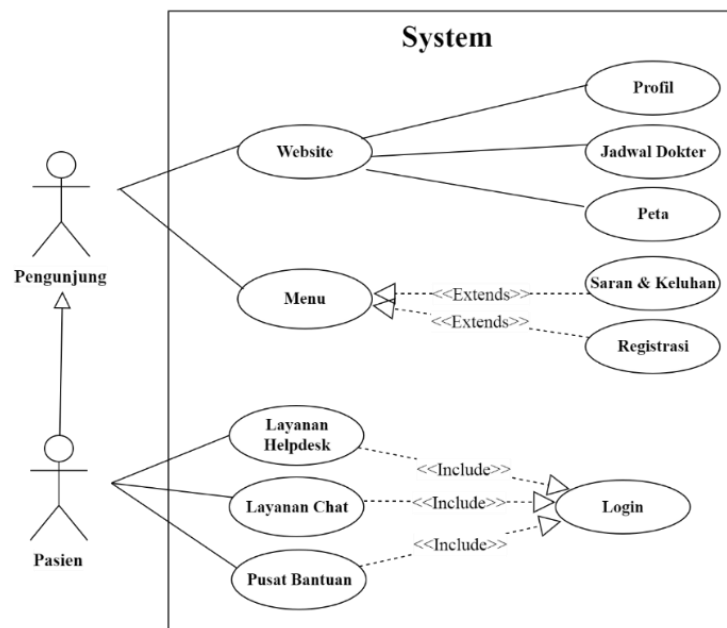 System
Profil
Website
Jadwal Dokter
Peta
Pengunjung
Saran & Keluhan
<<Extends>>
Menu
<<Extends>>
Registrasi
Layanan
Helpdesk
<<Include>>
Layanan Chat
<<Include>>
Login
<<Include>>
Pasien
Pusat Bantuan